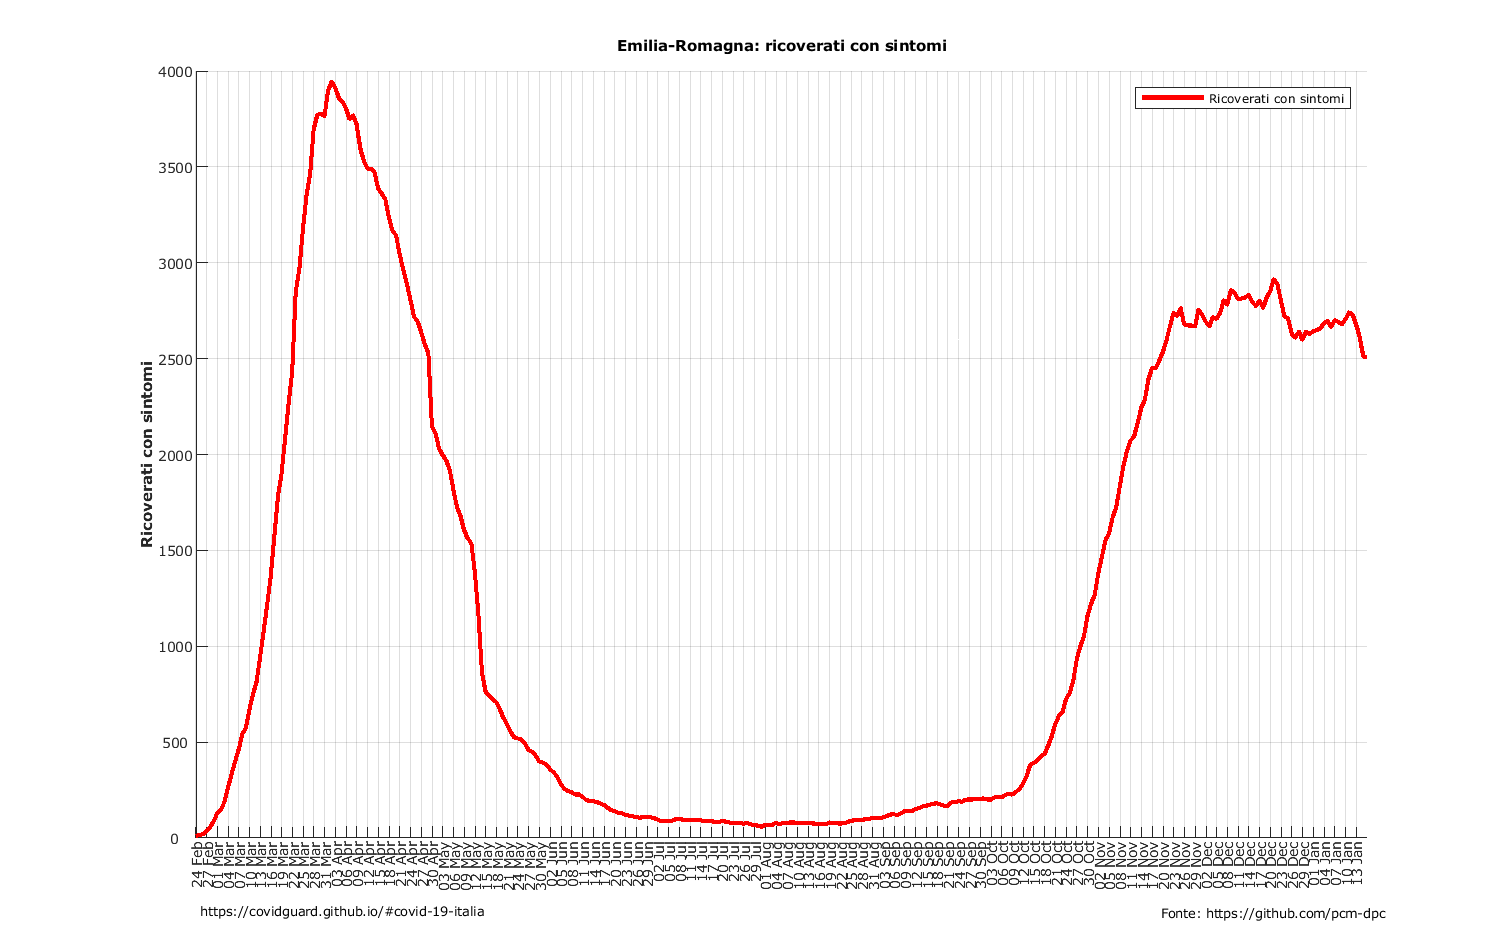 Emilia-Romagna: ricoverati con sintomi
Ricoverati con sintomi
Ricoverati con sintomi
4000
3500
3000
2500
2000
1500
1000
500
0
24 Feb
27 Feb
01 Mar
04 Mar
07 Mar
10 Mar
13 Mar
16 Mar
19 Mar
22 Mar
25 Mar
28 Mar
31 Mar
03 Apr
06 Apr
09 Apr
12 Apr
15 Apr
18 Apr
21 Apr
24 Apr
27 Apr
30 Apr
03 May
06 May
09 May
12 May
15 May
18 May
21 May
24 May
27 May
30 May
02 Jun
05 Jun
08 Jun
11 Jun
14 Jun
17 Jun
20 Jun
23 Jun
26 Jun
29 Jun
02 Jul
05 Jul
08 Jul
11 Jul
14 Jul
17 Jul
20 Jul
23 Jul
26 Jul
29 Jul
01 Aug
04 Aug
07 Aug
10 Aug
13 Aug
16 Aug
19 Aug
22 Aug
25 Aug
28 Aug
31 Aug
03 Sep
06 Sep
09 Sep
12 Sep
15 Sep
18 Sep
21 Sep
24 Sep
27 Sep
30 Sep
03 Oct
06 Oct
09 Oct
12 Oct
15 Oct
18 Oct
21 Oct
24 Oct
27 Oct
30 Oct
02 Nov
05 Nov
08 Nov
11 Nov
14 Nov
17 Nov
20 Nov
23 Nov
26 Nov
29 Nov
02 Dec
05 Dec
08 Dec
11 Dec
14 Dec
17 Dec
20 Dec
23 Dec
26 Dec
29 Dec
01 Jan
04 Jan
07 Jan
10 Jan
13 Jan
https://covidguard.github.io/#covid-19-italia
Fonte: https://github.com/pcm-dpc